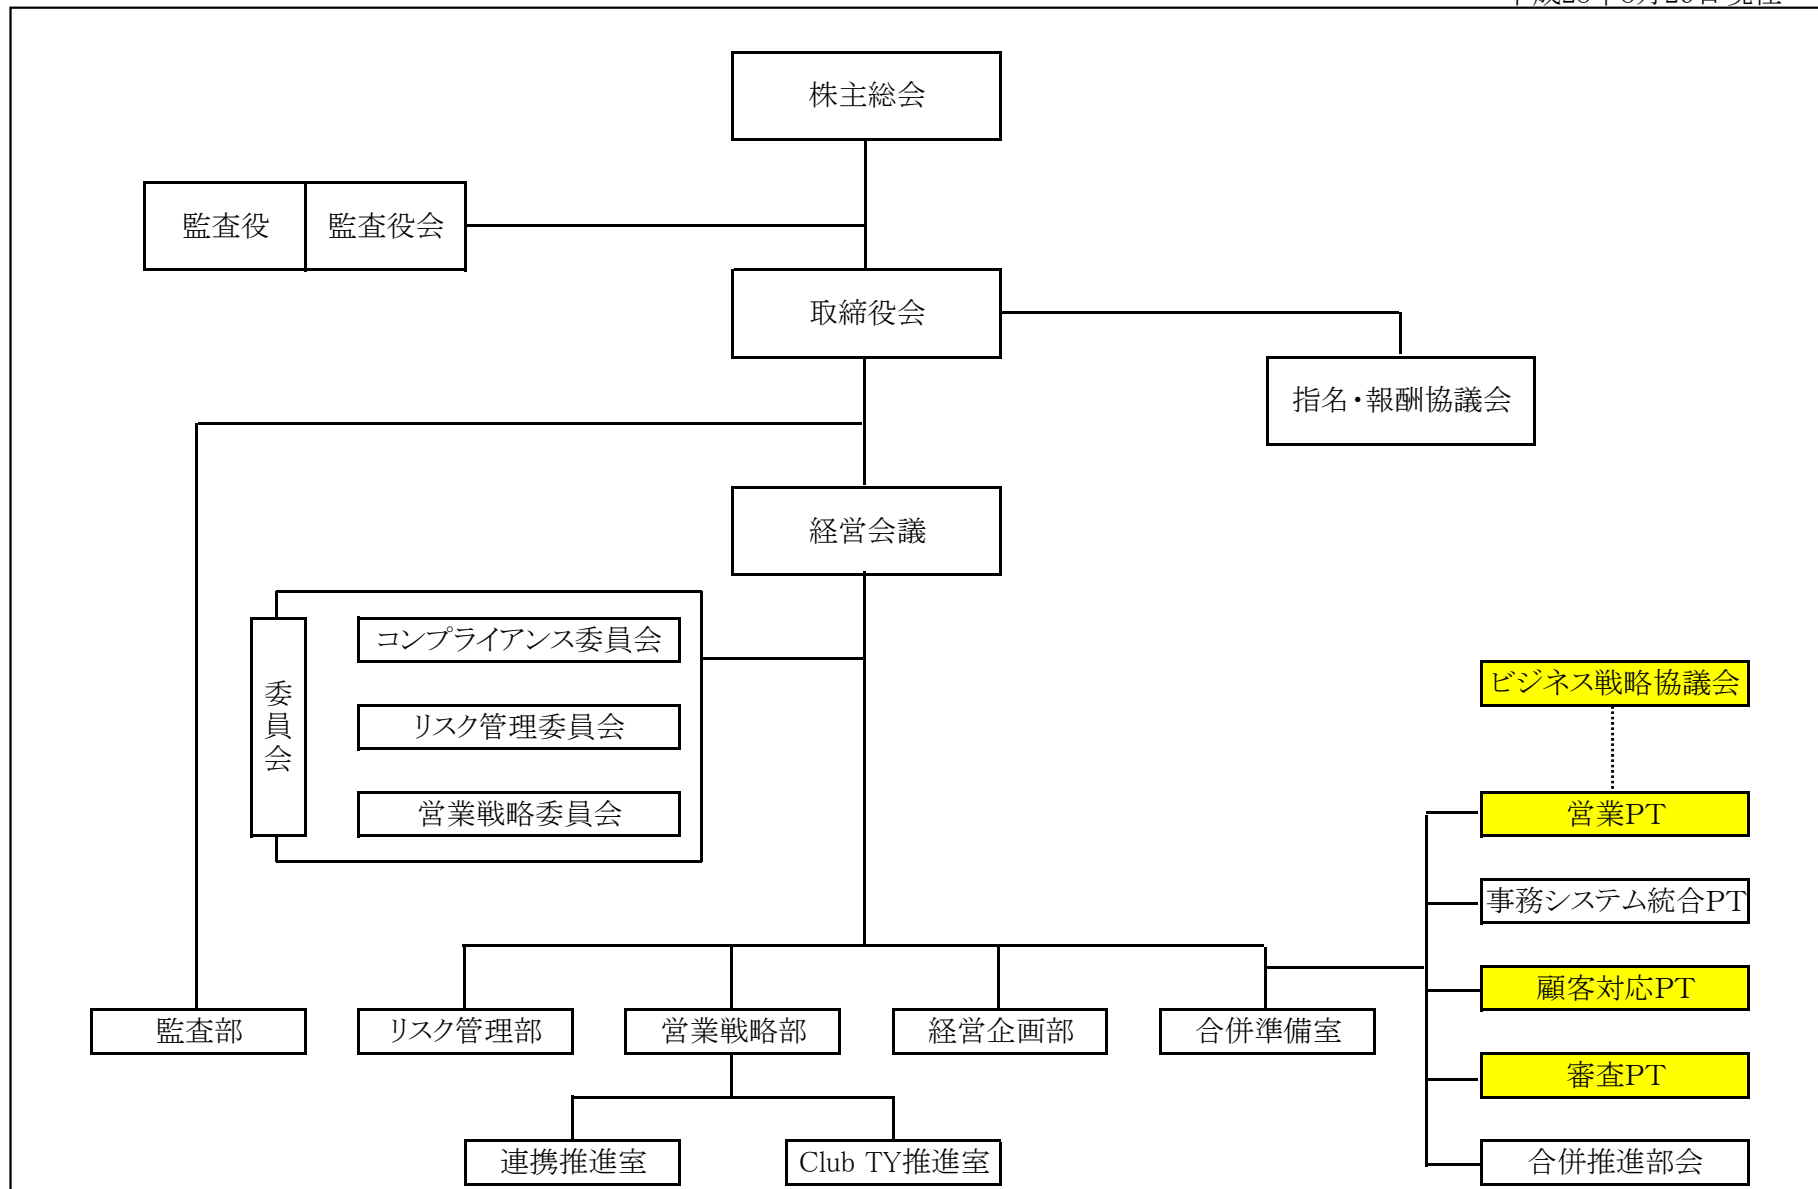 株主総会
監査役
監査役会
取締役会
指名・報酬協議会
経営会議
委員会
コンプライアンス委員会
リスク管理委員会
営業戦略委員会
ビジネス戦略協議会
営業PT
事務システム統合PT
顧客対応PT
審査PT
合併推進部会
監査部
リスク管理部
営業戦略部
経営企画部
合併準備室
連携推進室
Club TY推進室